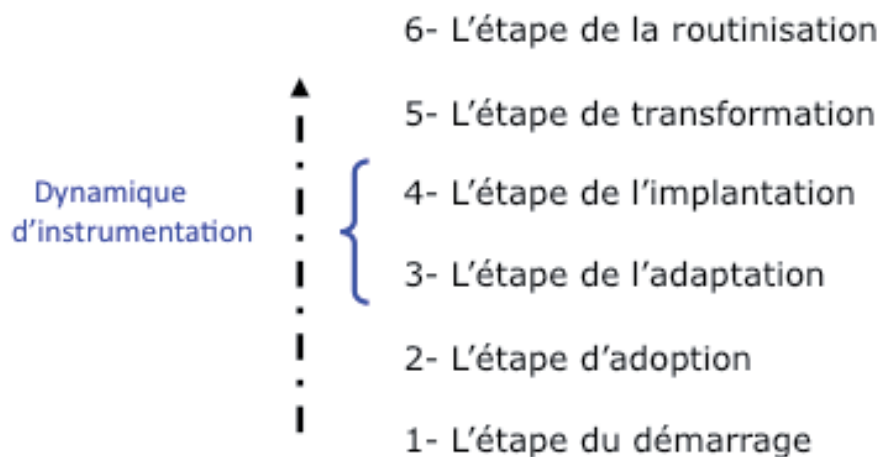 6- L’étape de la routinisation
5- L’étape de transformation
Dynamique
d’instrumentation
4- L’étape de l’implantation
3- L’étape de l’adaptation
2- L’étape d’adoption
1- L’étape du démarrage